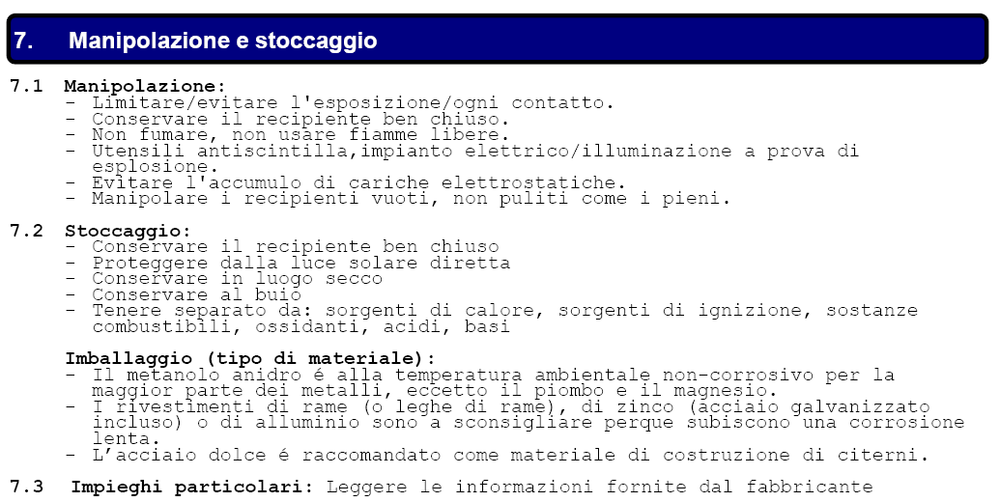 7. Manipolazione e stoccaggio
7.1 Manipolazione:
- Limitare/evitare l'esposizione/ogni contatto.
- Conservare il recipiente ben chiuso.
- Non fumare, non usare fiamme libere.
- Utensili antiscintilla,impianto elettrico/illuminazione a prova di
esplosione.
- Evitare l'accumulo di cariche elettrostatiche.
- Manipolare i recipienti vuoti, non puliti come i pieni.
7.2 Stoccaggio:
- Conservare il recipiente ben chiuso
- Proteggere dalla luce solare diretta
- Conservare in luogo secco
- Conservare al buio
- Tenere separato da: sorgenti di calore, sorgenti di ignizione, sostanze
combustibili, ossidanti, acidi, basi
Imballaggio (tipo di materiale):
- Il metanolo anidro é alla temperatura ambientale non-corrosivo per la
maggior parte dei metalli, eccetto il piombo e il magnesio.
- I rivestimenti di rame (o leghe di rame), di zinco (acciaio galvanizzato
incluso) o di alluminio sono a sconsigliare perque subiscono una corrosione
lenta.
- L’acciaio dolce é raccomandato come materiale di costruzione di citerni.
7.3 Impieghi particolari: Leggere le informazioni fornite dal fabbricante